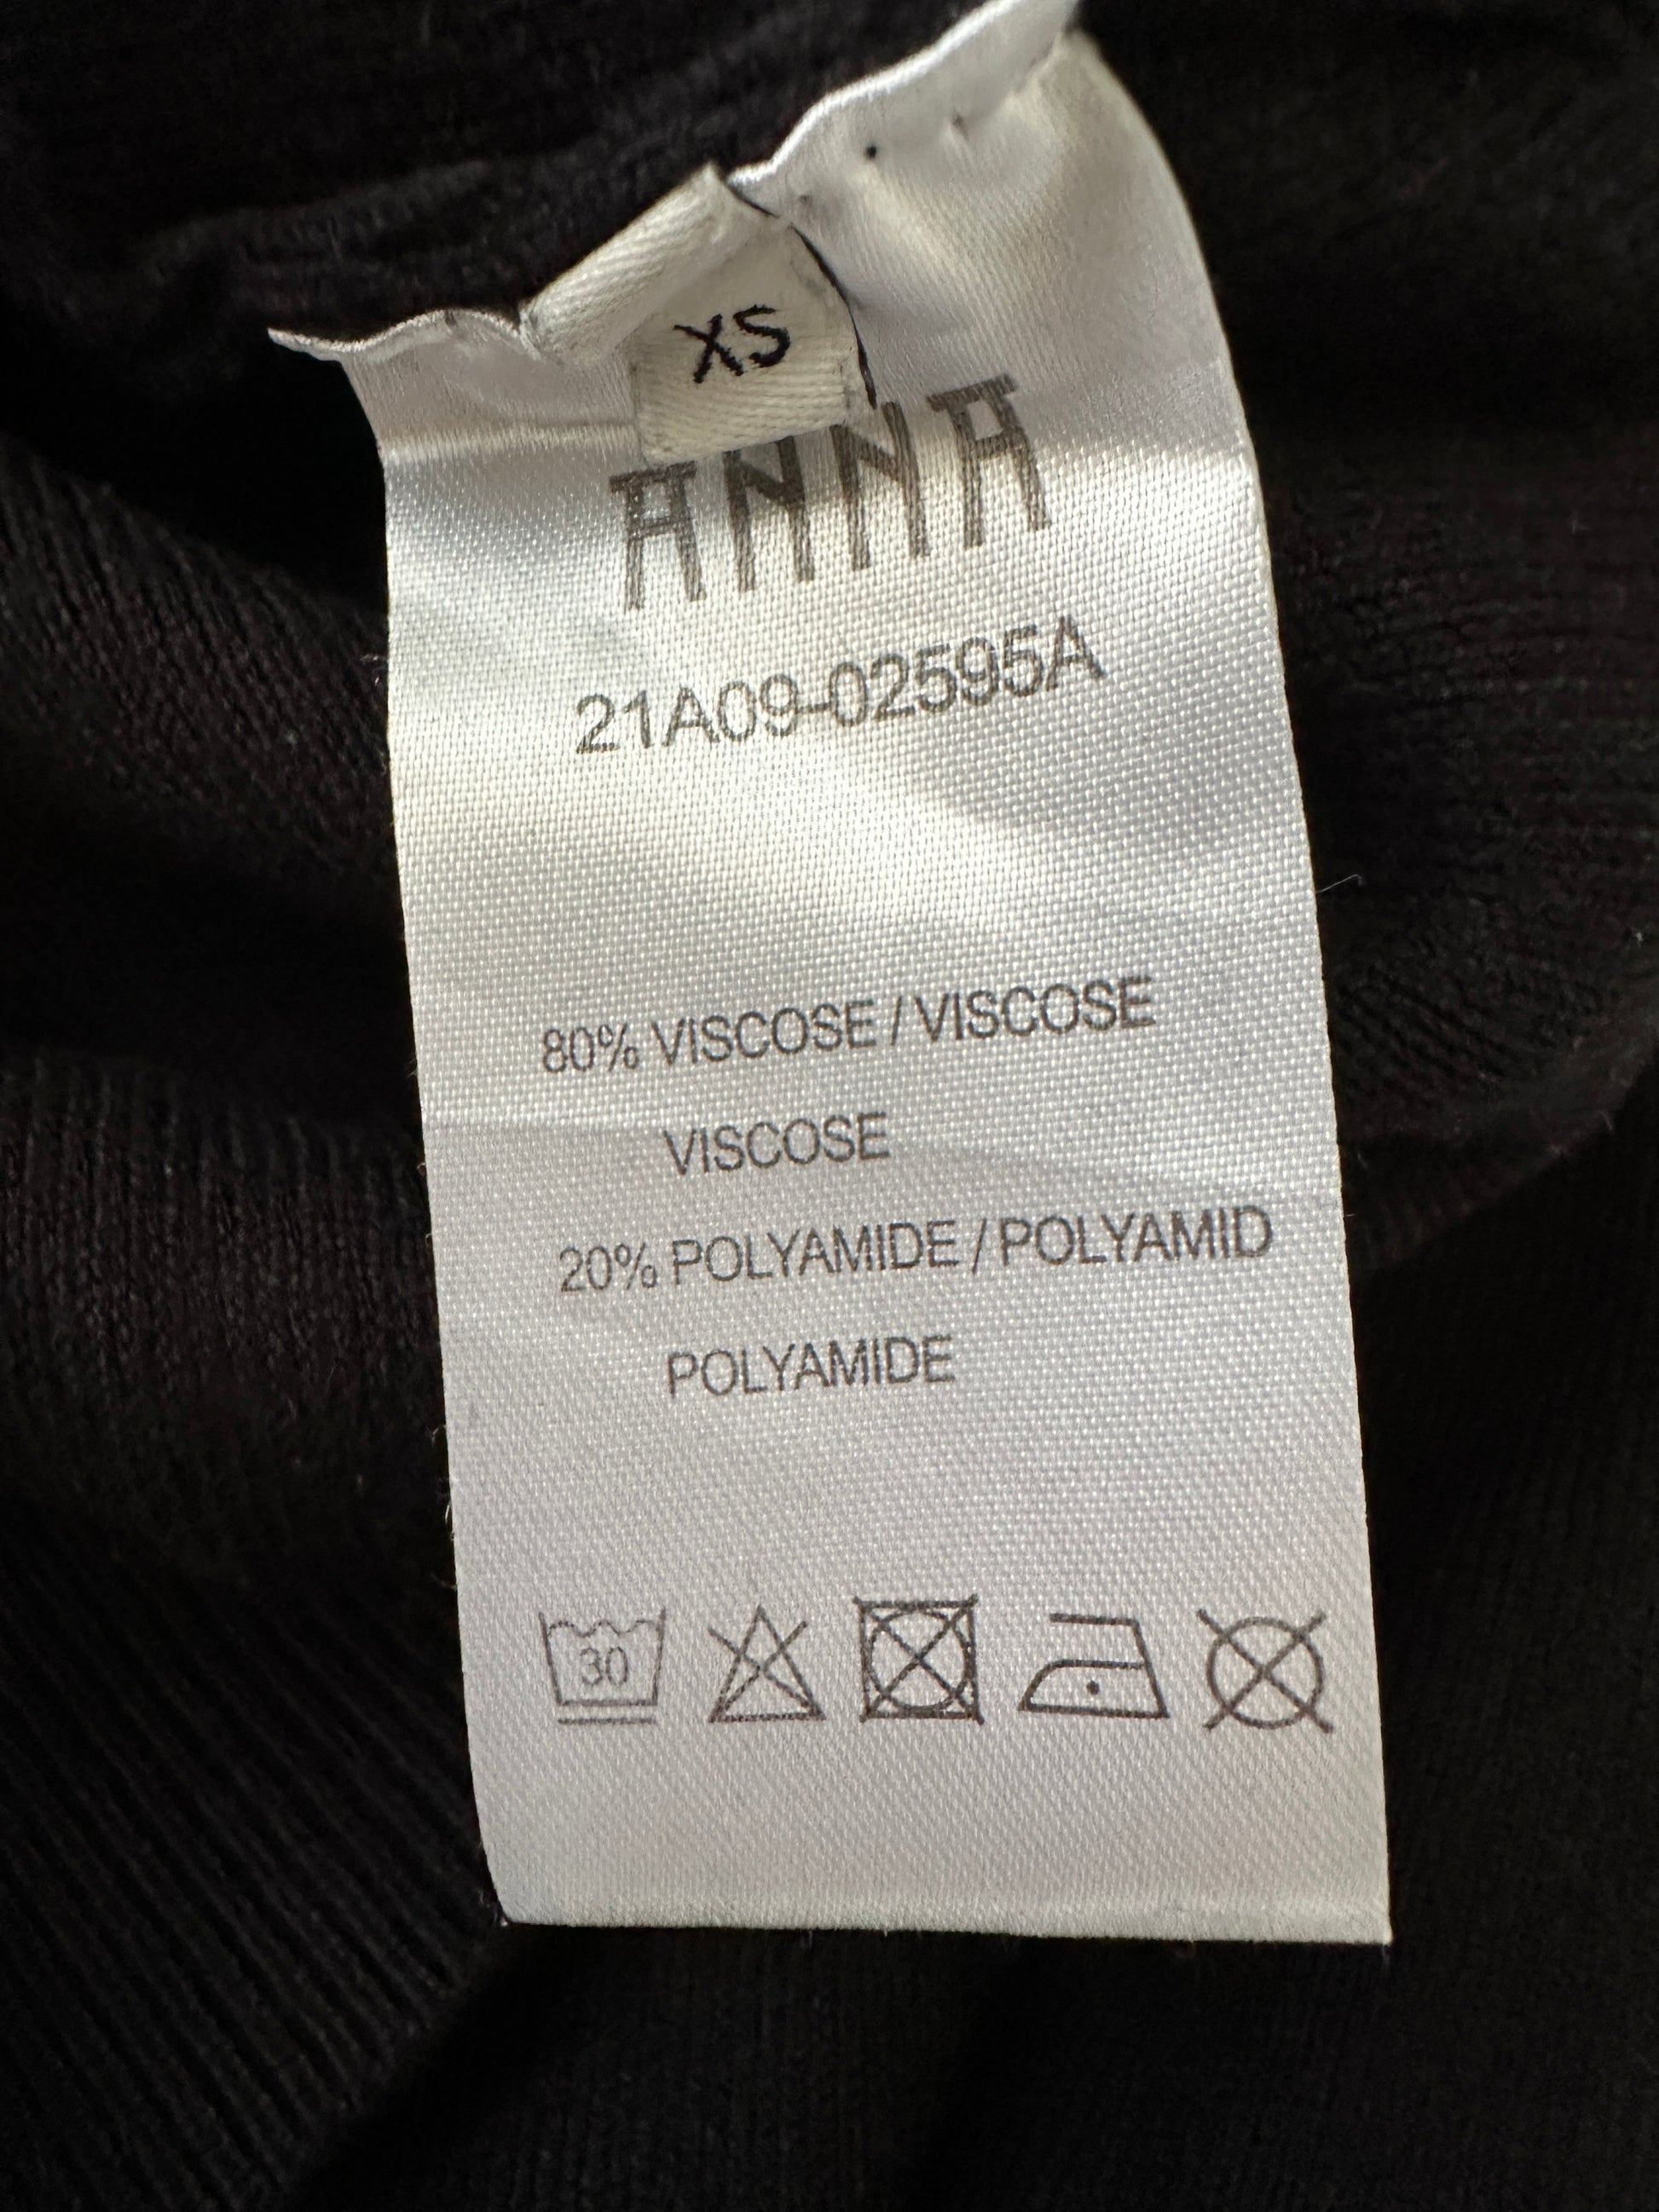 XS
ANNA
21A09-02595A
80% VISCOSE / VISCOSE
VISCOSE
20% POLYAMIDE / POLYAMID
POLYAMIDE
30